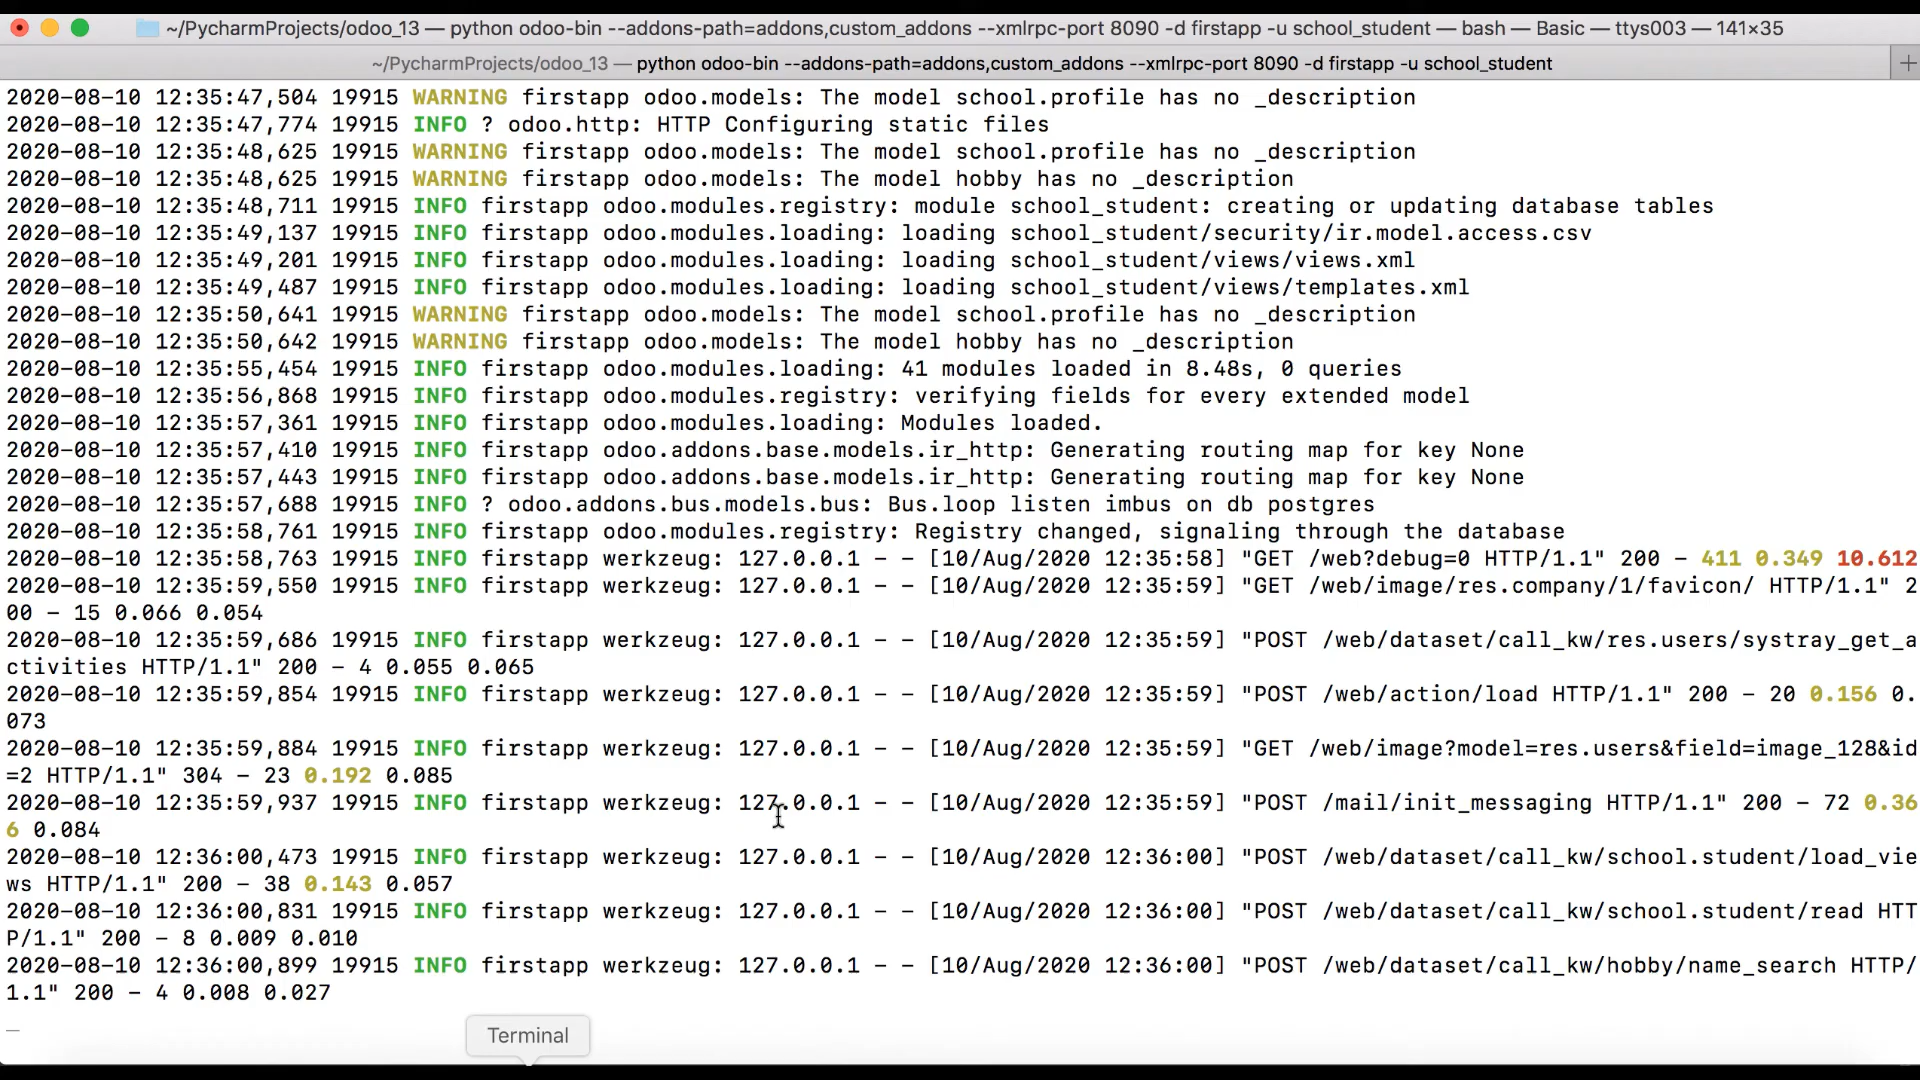 ~/PycharmProjects/odoo_13 — python odoo-bin --addons-path=addons,custom_addons --xmlrpc-port 8090 -d firstapp -u school_student — bash — Basic — ttys003 — 141×35
~/PycharmProjects/odoo_13 — python odoo-bin --addons-path=addons,custom_addons --xmlrpc-port 8090 -d firstapp -u school_student
2020-08-10 12:35:47,504 19915 WARNING firstapp odoo.models: The model school.profile has no _description
2020-08-10 12:35:47,774 19915 INFO ? odoo.http: HTTP Configuring static files
2020-08-10 12:35:48,625 19915 WARNING firstapp odoo.models: The model school.profile has no _description
2020-08-10 12:35:48,625 19915 WARNING firstapp odoo.models: The model hobby has no _description
2020-08-10 12:35:48,711 19915 INFO firstapp odoo.modules.registry: module school_student: creating or updating database tables
2020-08-10 12:35:49,137 19915 INFO firstapp odoo.modules.loading: loading school_student/security/ir.model.access.csv
2020-08-10 12:35:49,201 19915 INFO firstapp odoo.modules.loading: loading school_student/views/views.xml
2020-08-10 12:35:49,487 19915 INFO firstapp odoo.modules.loading: loading school_student/views/templates.xml
2020-08-10 12:35:50,641 19915 WARNING firstapp odoo.models: The model school.profile has no _description
2020-08-10 12:35:50,642 19915 WARNING firstapp odoo.models: The model hobby has no _description
2020-08-10 12:35:55,454 19915 INFO firstapp odoo.modules.loading: 41 modules loaded in 8.48s, 0 queries
2020-08-10 12:35:56,868 19915 INFO firstapp odoo.modules.registry: verifying fields for every extended model
2020-08-10 12:35:57,361 19915 INFO firstapp odoo.modules.loading: Modules loaded.
2020-08-10 12:35:57,410 19915 INFO firstapp odoo.addons.base.models.ir_http: Generating routing map for key None
2020-08-10 12:35:57,443 19915 INFO firstapp odoo.addons.base.models.ir_http: Generating routing map for key None
2020-08-10 12:35:57,688 19915 INFO ? odoo.addons.bus.models.bus: Bus.loop listen imbus on db postgres
2020-08-10 12:35:58,761 19915 INFO firstapp odoo.modules.registry: Registry changed, signaling through the database
2020-08-10 12:35:58,763 19915 INFO firstapp werkzeug: 127.0.0.1 - - [10/Aug/2020 12:35:58] "GET /web?debug=0 HTTP/1.1" 200 - 411 0.349 10.612
2020-08-10 12:35:59,550 19915 INFO firstapp werkzeug: 127.0.0.1 - - [10/Aug/2020 12:35:59] "GET /web/image/res.company/1/favicon/ HTTP/1.1" 2
00 - 15 0.066 0.054
2020-08-10 12:35:59,686 19915 INFO firstapp werkzeug: 127.0.0.1 - - [10/Aug/2020 12:35:59] "POST /web/dataset/call_kw/res.users/systray_get_a
ctivities HTTP/1.1" 200 - 4 0.055 0.065
2020-08-10 12:35:59,854 19915 INFO firstapp werkzeug: 127.0.0.1 - - [10/Aug/2020 12:35:59] "POST /web/action/load HTTP/1.1" 200 - 20 0.156 0.
073
2020-08-10 12:35:59,884 19915 INFO firstapp werkzeug: 127.0.0.1 - - [10/Aug/2020 12:35:59] "GET /web/image?model=res.users&field=image_128&id
=2 HTTP/1.1" 304 - 23 0.192 0.085
2020-08-10 12:35:59,937 19915 INFO firstapp werkzeug: 127.0.0.1 - - [10/Aug/2020 12:35:59] "POST /mail/init_messaging HTTP/1.1" 200 - 72 0.36
6 0.084
2020-08-10 12:36:00,473 19915 INFO firstapp werkzeug: 127.0.0.1 - - [10/Aug/2020 12:36:00] "POST /web/dataset/call_kw/school.student/load_vie
ws HTTP/1.1" 200 - 38 0.143 0.057
2020-08-10 12:36:00,831 19915 INFO firstapp werkzeug: 127.0.0.1 - - [10/Aug/2020 12:36:00] "POST /web/dataset/call_kw/school.student/read HTT
P/1.1" 200 - 8 0.009 0.010
2020-08-10 12:36:00,899 19915 INFO firstapp werkzeug: 127.0.0.1 - - [10/Aug/2020 12:36:00] "POST /web/dataset/call_kw/hobby/name_search HTTP/
1.1" 200 - 4 0.008 0.027
Terminal